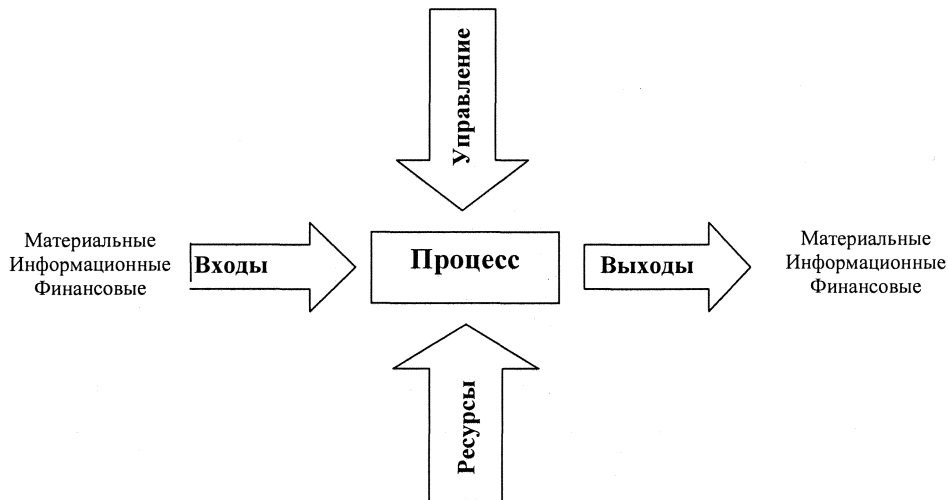 Управление
Материальные
Информационные
Финансовые
Входы
Процесс
Выходы
Материальные
Информационные
Финансовые
Ресурсы